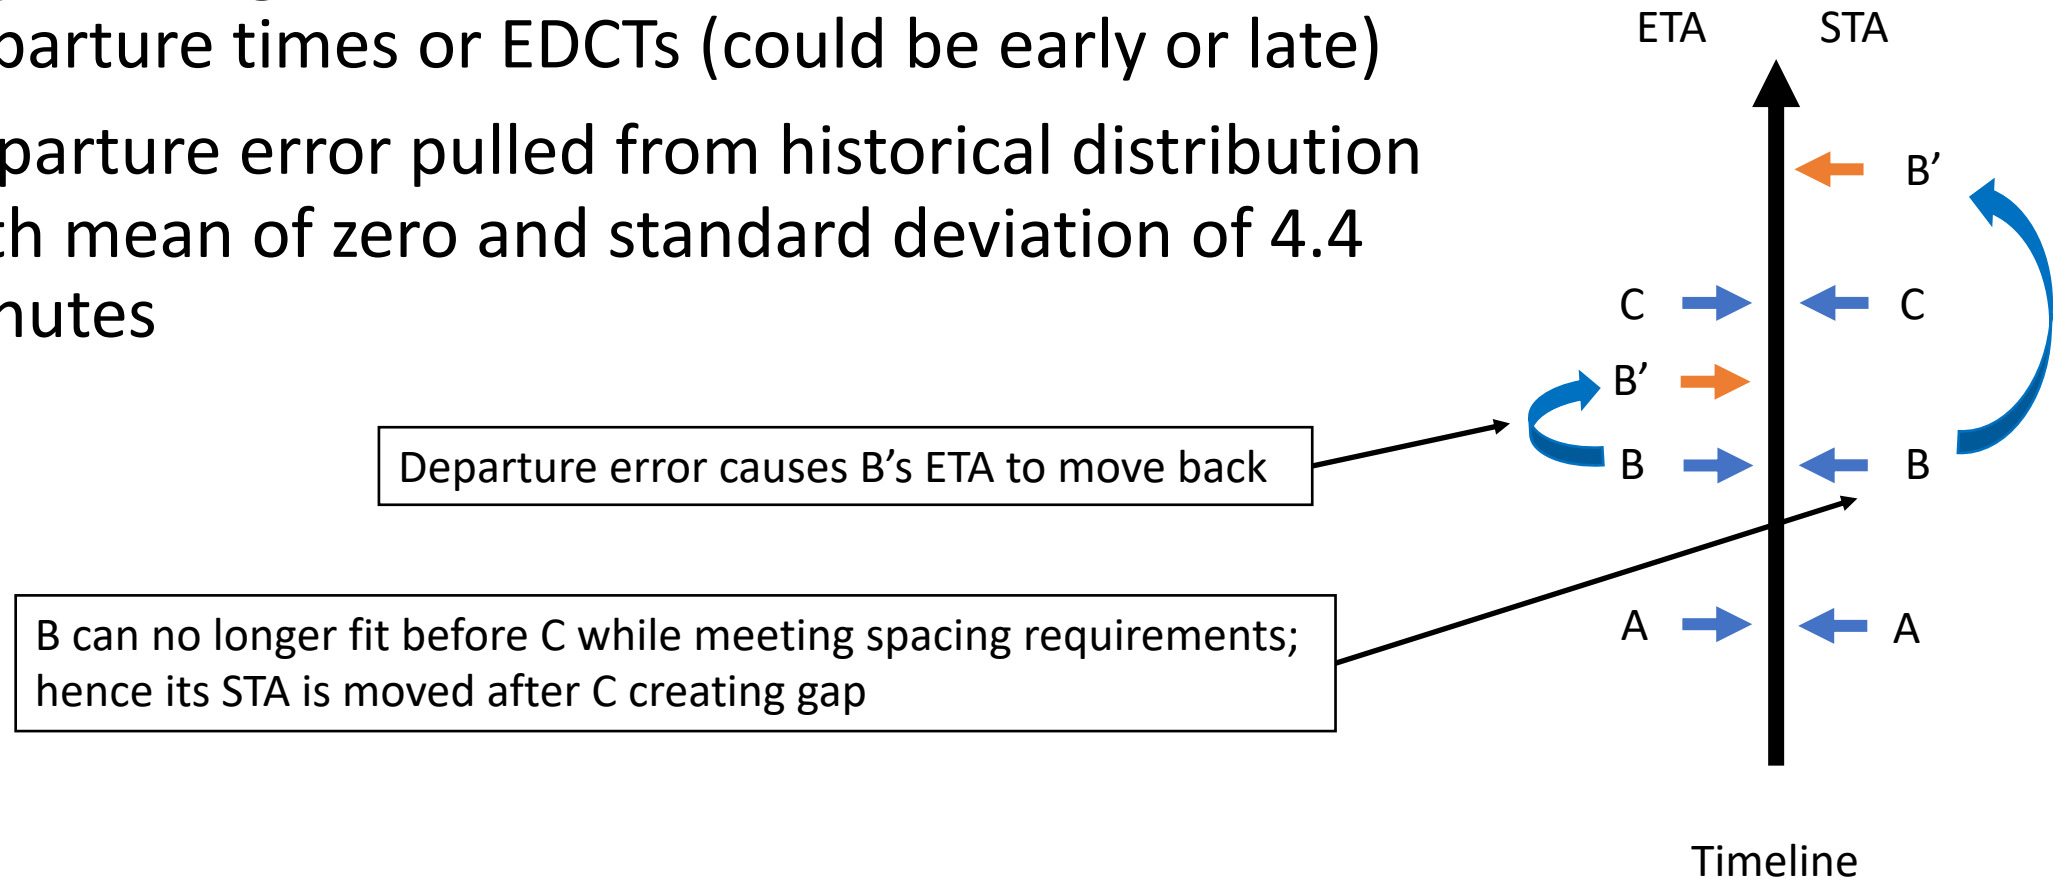 parture times or EDCTs (could be early or late)
parture error pulled from historical distribution
th mean of zero and standard deviation of 4.4
nutes
ETA STA
B’
C C
B’
B B
A A
Departure error causes B’s ETA to move back
B can no longer fit before C while meeting spacing requirements;
hence its STA is moved after C creating gap
Timeline